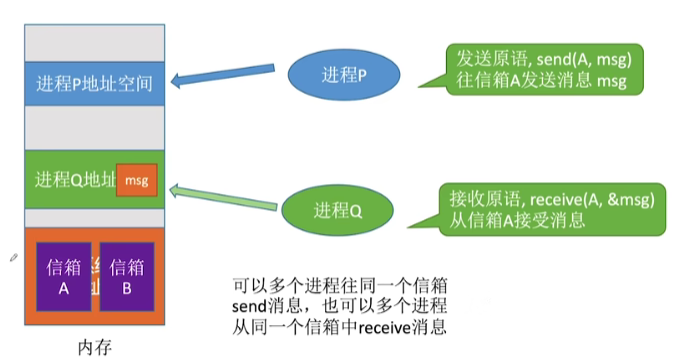 进程P地址空间
进程P
发送原语, send(A, msg)
往信箱A发送消息 msg
进程Q地址
msg
进程Q
接收原语, receive(A, &msg)
从信箱A接受消息
信箱
A
信箱
B
可以多个进程往同一个信箱
send消息，也可以多个进程
从同一个信箱中receive消息
内存